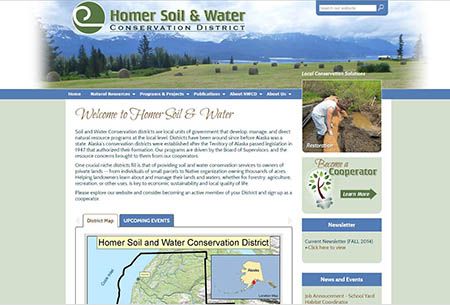 Homer Soil & Water
CONSERVATION DISTRICT
Search our website
Home Natural Resources Programs & Projects Publications About NWCD About Us
Local Conservation Solutions
Welcome to Homer Soil & Water
Soil and Water Conservation districts are local units of government that develop, manage, and direct
natural resource programs at the local level. Districts have been around since before Alaska was a
state. Alaska's conservation districts were established after the Territory of Alaska passed legislation in
1947 that authorized their formation. Our programs are driven by the Board of Supervisors, and the
resource concerns brought to them from our cooperators.
One crucial niche districts fill is that of providing soil and water conservation services to owners of
private lands -- from individuals of small parcels to Native organization owning thousands of acres.
Helping landowners learn about and manage their lands and waters, whether for forestry, agriculture,
recreation, or other uses, is key to economic sustainability and local quality of life.
Please explore our website and consider becoming an active member of your District and sign up as a
cooperator.
Restoration
Become a
Cooperator
Learn More
District Map UPCOMING EVENTS
Homer Soil and Water Conservation District
Cook Inlet
Alaska
Location Map
Newsletter
Current Newsletter (FALL 2014)
Click here to view
News and Events
Job Annoucement - School Yard
Habitat Coordinator